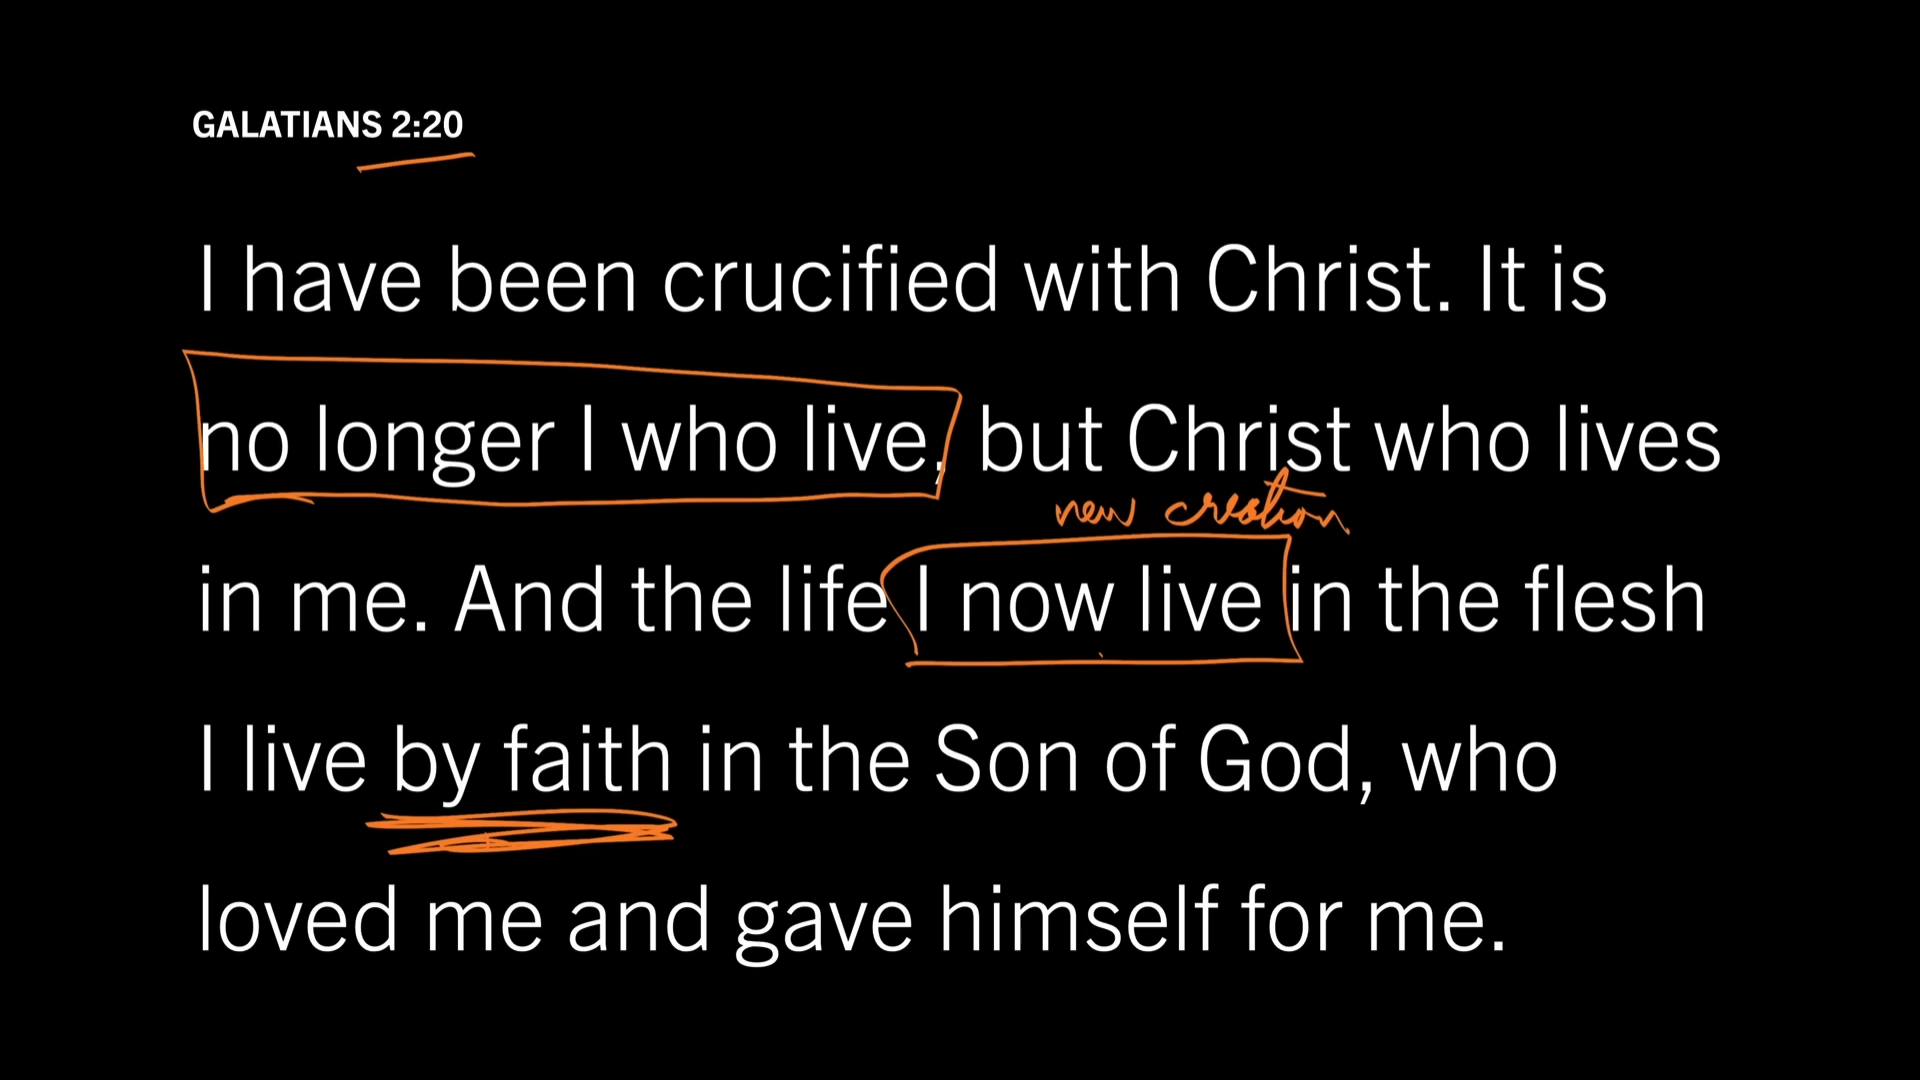 GALATIANS 2:20
I have been crucified with Christ. It is
no longer I who live, but Christ who lives
new creation
in me. And the life I now live in the flesh
I live by faith in the Son of God, who
loved me and gave himself for me.